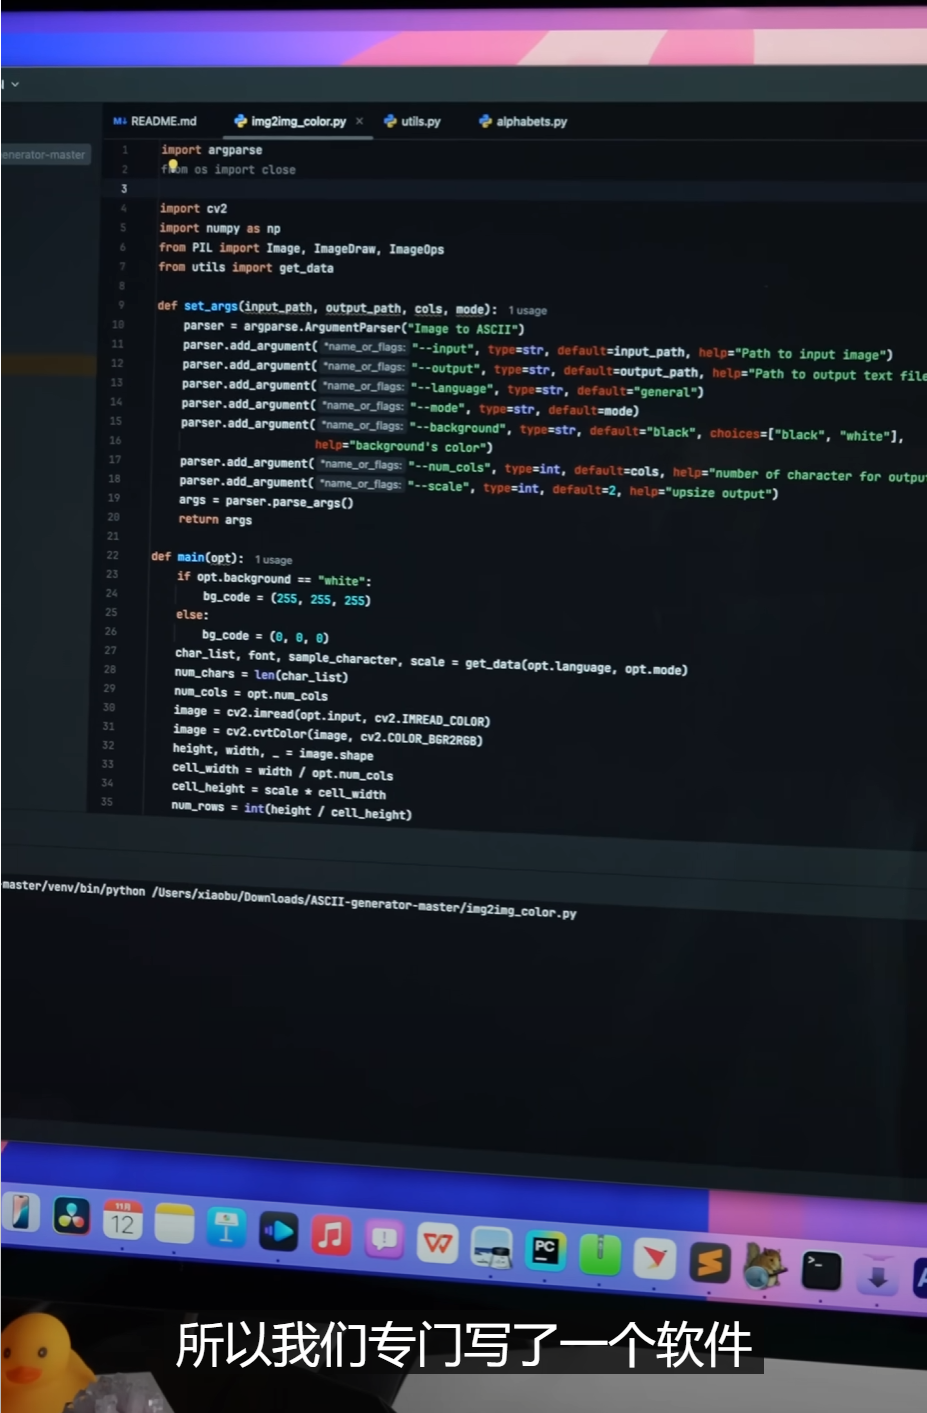 README.md img2img_color.py × utils.py alphabets.py
enerator-master
1 import argparse
2 from os import close
3
4 import cv2
5 import numpy as np
6 from PIL import Image, ImageDraw, ImageOps
7 from utils import get_data
8
9 def set_args(input_path, output_path, cols, mode): 1 usage
10 parser = argparse.ArgumentParser("Image to ASCII")
11 parser.add_argument( *name_or_flags: "--input", type=str, default=input_path, help="Path to input image")
12 parser.add_argument( *name_or_flags: "--output", type=str, default=output_path, help="Path to output text file
13 parser.add_argument( *name_or_flags: "--language", type=str, default="general")
14 parser.add_argument( *name_or_flags: "--mode", type=str, default=mode)
15 parser.add_argument( *name_or_flags: "--background", type=str, default="black", choices=["black", "white"],
16 help="background's color")
17 parser.add_argument( *name_or_flags: "--num_cols", type=int, default=cols, help="number of character for output
18 parser.add_argument( *name_or_flags: "--scale", type=int, default=2, help="upsize output")
19 args = parser.parse_args()
20 return args
21
22 def main(opt): 1 usage
23 if opt.background == "white":
24 bg_code = (255, 255, 255)
25 else:
26 bg_code = (0, 0, 0)
27 char_list, font, sample_character, scale = get_data(opt.language, opt.mode)
28 num_chars = len(char_list)
29 num_cols = opt.num_cols
30 image = cv2.imread(opt.input, cv2.IMREAD_COLOR)
31 image = cv2.cvtColor(image, cv2.COLOR_BGR2RGB)
32 height, width, _ = image.shape
33 cell_width = width / opt.num_cols
34 cell_height = scale * cell_width
35 num_rows = int(height / cell_height)
-master/venv/bin/python /Users/xiaobu/Downloads/ASCII-generator-master/img2img_color.py
11月
12
PC
所以我们专门写了一个软件